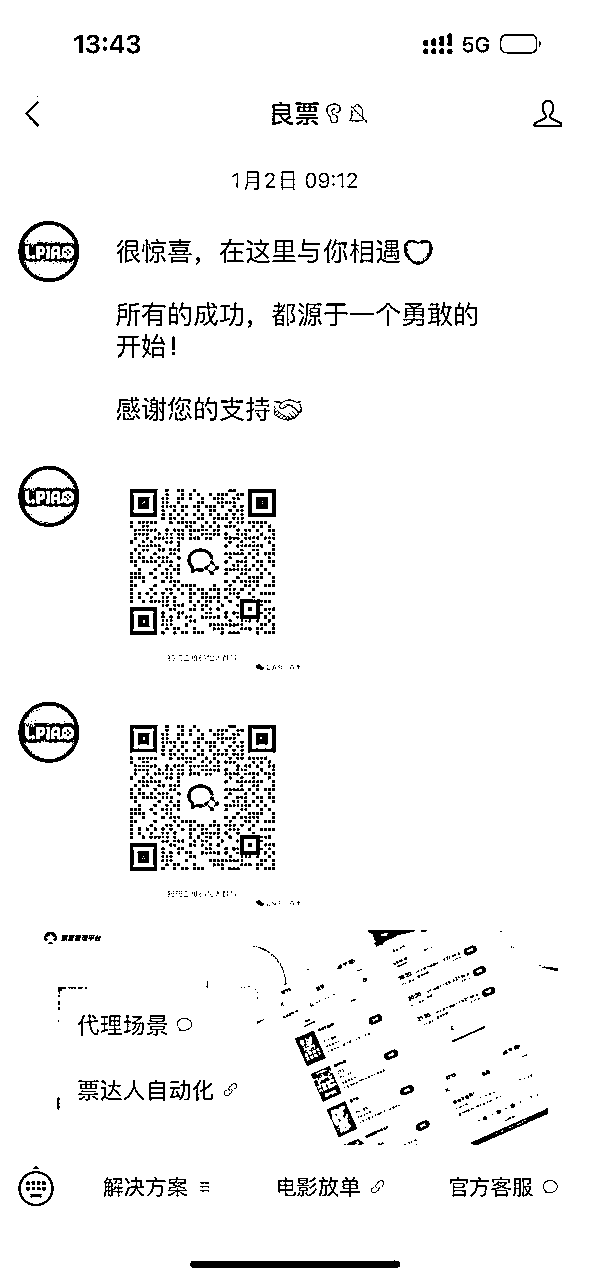 13:43
5G
良票
1月2日 09:12
LPIAO
很惊喜，在这里与你相遇
所有的成功，都源于一个勇敢的
开始！
感谢您的支持
LPIAO
LPIAO
代理场景
票达人自动化
解决方案
电影放单
官方客服